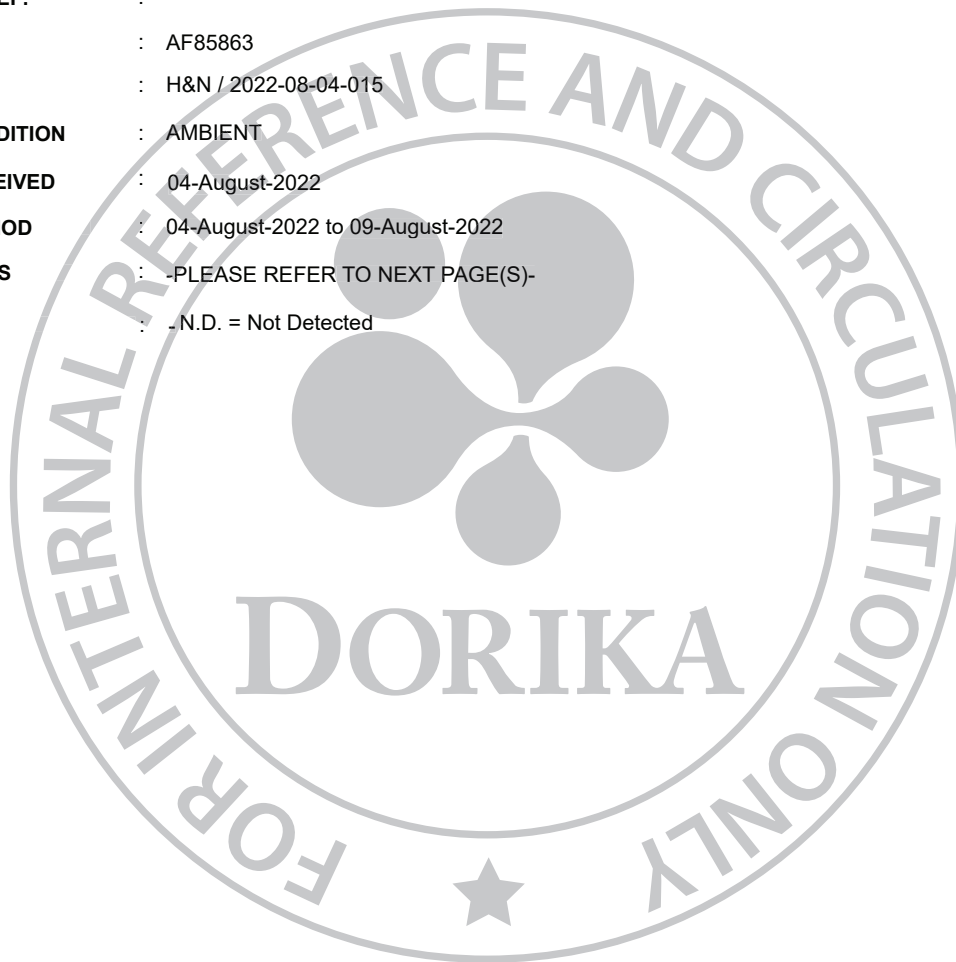 : AF85863
: H&N / 2022-08-04-015
DITION : AMBIENT
EIVED : 04-August-2022
OD : 04-August-2022 to 09-August-2022
S : -PLEASE REFER TO NEXT PAGE(S)-
: - N.D. = Not Detected
FOR INTERNAL REFERENCE AND CIRCULATION ONLY
DORIKA